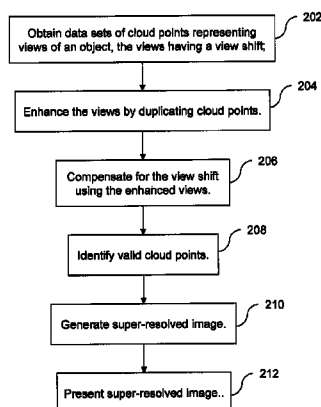 202
Obtain data sets of cloud points representing
views of an object, the views having a view shift;
204
Enhance the views by duplicating cloud points.
206
Compensate for the view shift
using the enhanced views.
208
Identify valid cloud points.
210
Generate super-resolved image.
212
Present super-resolved image..